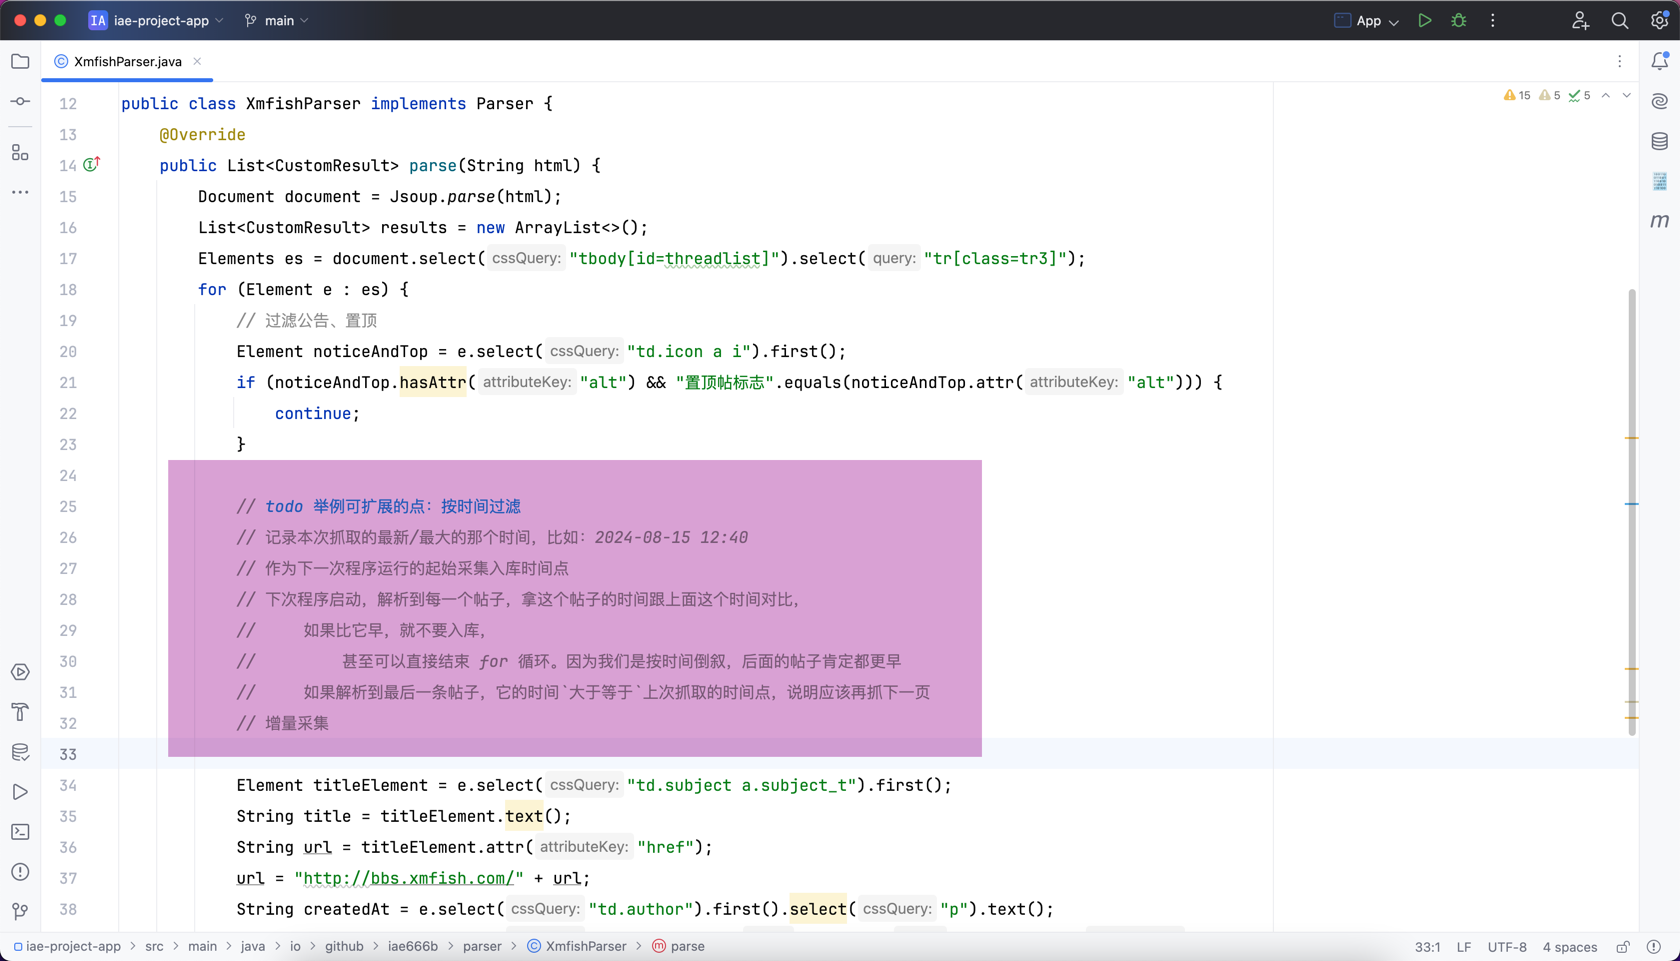 IA iae-project-app main App
XmfishParser.java
15 5 5
12 public class XmfishParser implements Parser {
13 @Override
14 public List<CustomResult> parse(String html) {
15 Document document = Jsoup.parse(html);
16 List<CustomResult> results = new ArrayList<>();
17 Elements es = document.select( cssQuery: "tbody[id=threadlist]").select( query: "tr[class=tr3]");
18 for (Element e : es) {
19 // 过滤公告、置顶
20 Element noticeAndTop = e.select( cssQuery: "td.icon a i").first();
21 if (noticeAndTop.hasAttr( attributeKey: "alt") && "置顶帖标志".equals(noticeAndTop.attr( attributeKey: "alt"))) {
22 continue;
23 }
24
25 // todo 举例可扩展的点：按时间过滤
26 // 记录本次抓取的最新/最大的那个时间，比如：2024-08-15 12:40
27 // 作为下一次程序运行的起始采集入库时间点
28 // 下次程序启动，解析到每一个帖子，拿这个帖子的时间跟上面这个时间对比，
29 // 如果比它早，就不要入库，
30 // 甚至可以直接结束 for 循环。因为我们是按时间倒叙，后面的帖子肯定都更早
31 // 如果解析到最后一条帖子，它的时间`大于等于`上次抓取的时间点，说明应该再抓下一页
32 // 增量采集
33
34 Element titleElement = e.select( cssQuery: "td.subject a.subject_t").first();
35 String title = titleElement.text();
36 String url = titleElement.attr( attributeKey: "href");
37 url = "http://bbs.xmfish.com/" + url;
38 String createdAt = e.select( cssQuery: "td.author").first().select( cssQuery: "p").text();
m
iae-project-app > src > main > java > io > github > iae666b > parser > XmfishParser > parse 33:1 LF UTF-8 4 spaces